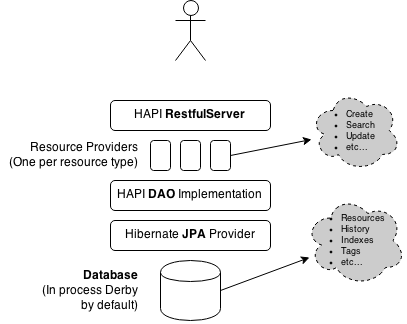 HAPI RestfulServer
Resource Providers
(One per resource type)
• Create
• Search
• Update
• etc...
HAPI DAO Implementation
Hibernate JPA Provider
Database
(In process Derby
by default)
• Resources
• History
• Indexes
• Tags
• etc...